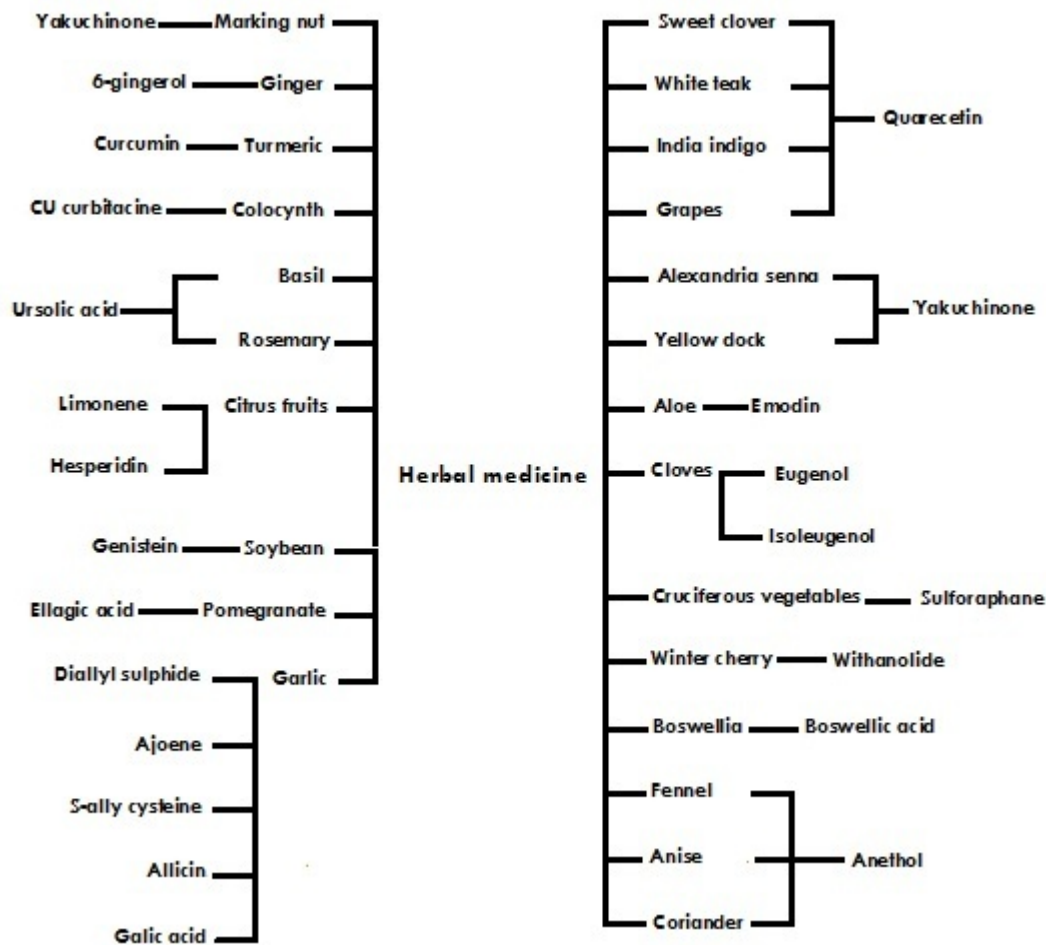 Yakuchinone
Marking nut
6-gingerol
Ginger
Curcumin
Turmeric
CU curbitacine
Colocynth
Basil
Ursolic acid
Rosemary
Limonene
Citrus fruits
Hesperidin
Genistein
Soybean
Ellagic acid
Pomegranate
Diallyl sulphide
Garlic
Ajoene
S-ally cysteine
Allicin
Galic acid
Herbal medicine
Sweet clover
White teak
Quarecetin
India indigo
Grapes
Alexandria senna
Yakuchinone
Yellow dock
Aloe
Emodin
Cloves
Eugenol
Isoleugenol
Cruciferous vegetables
Sulforaphane
Winter cherry
Withanolide
Boswellia
Boswellic acid
Fennel
Anise
Anethol
Coriander